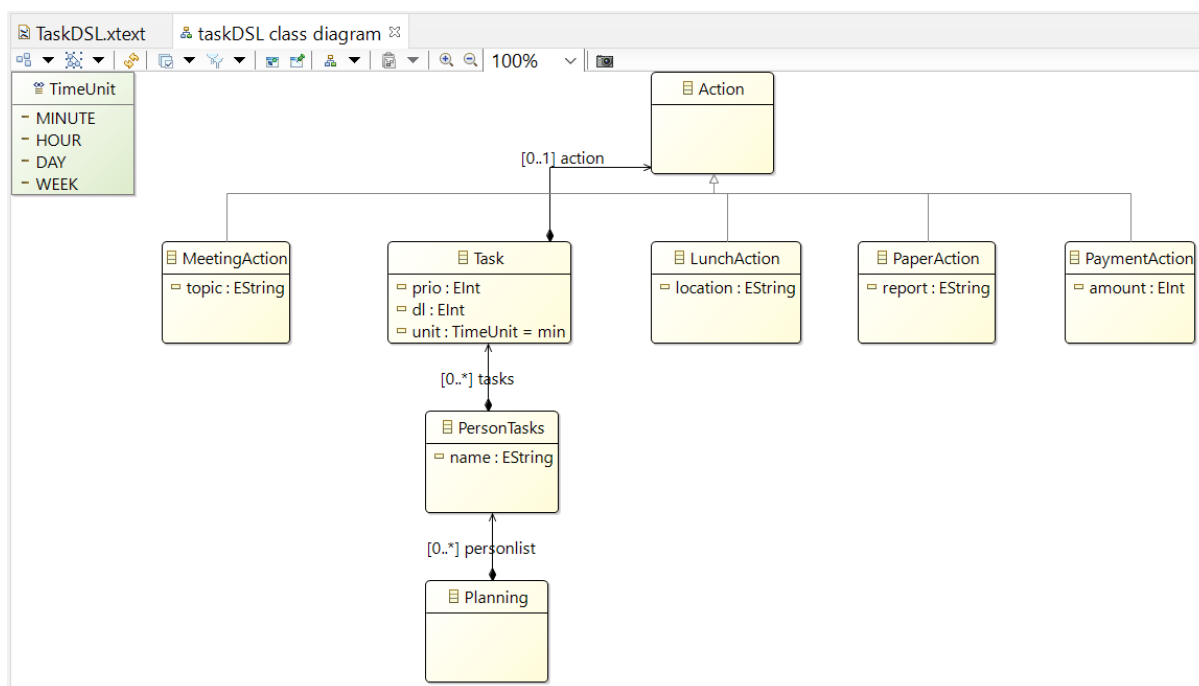 TaskDSL.xtext
taskDSL class diagram
100%
TimeUnit
MINUTE
HOUR
DAY
WEEK
Action
[0..1] action
MeetingAction
topic : EString
Task
prio : EInt
dl : EInt
unit : TimeUnit = min
LunchAction
location : EString
PaperAction
report : EString
PaymentAction
amount : EInt
[0..*] tasks
PersonTasks
name : EString
[0..*] personlist
Planning